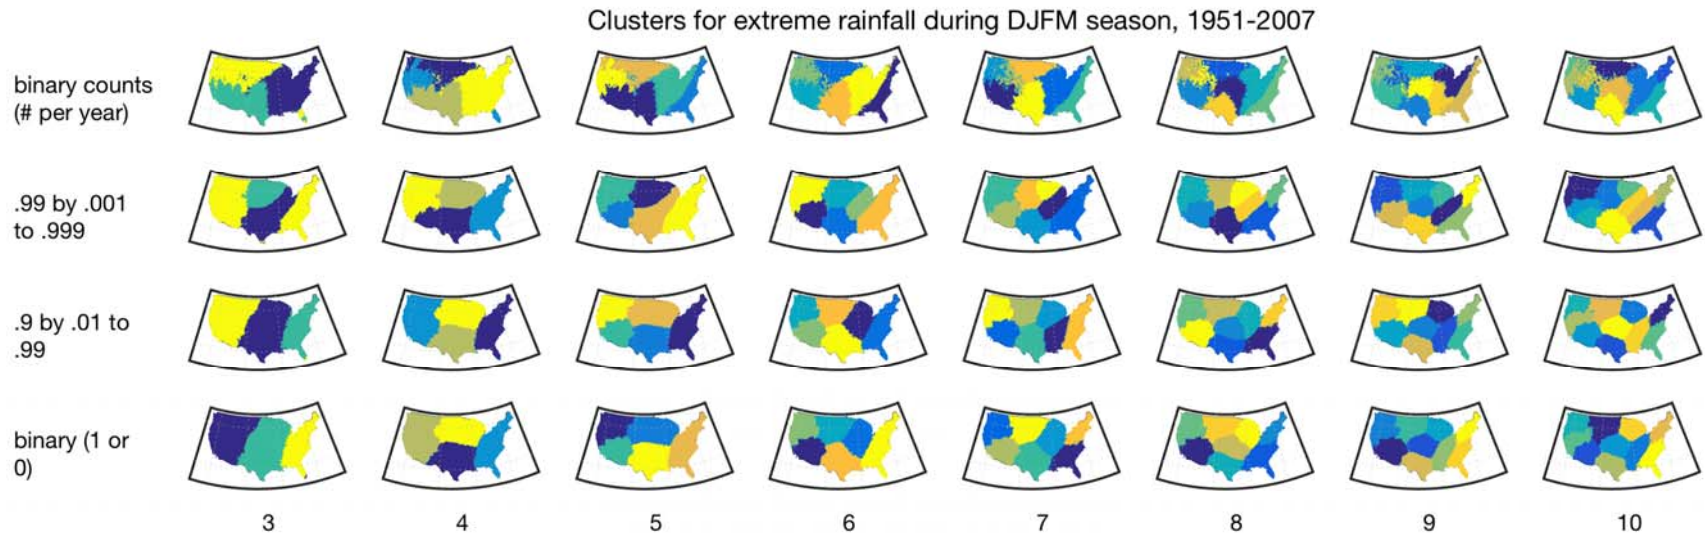 Clusters for extreme rainfall during DJFM season, 1951-2007
binary counts
(# per year)
.99 by .001
to .999
.9 by .01 to
.99
binary (1 or
0)
3 4 5 6 7 8 9 10